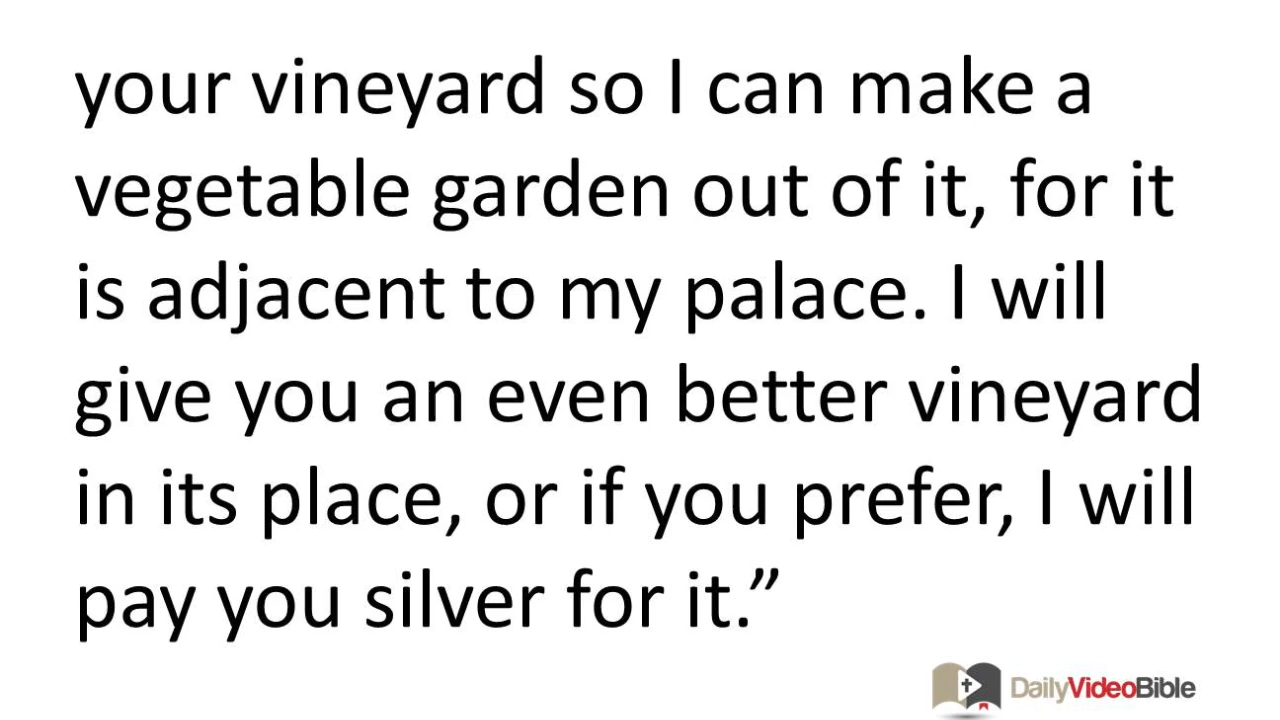 your vineyard so I can make a
vegetable garden out of it, for it
is adjacent to my palace. I will
give you an even better vineyard
in its place, or if you prefer, I will
pay you silver for it.”
DailyVideoBible